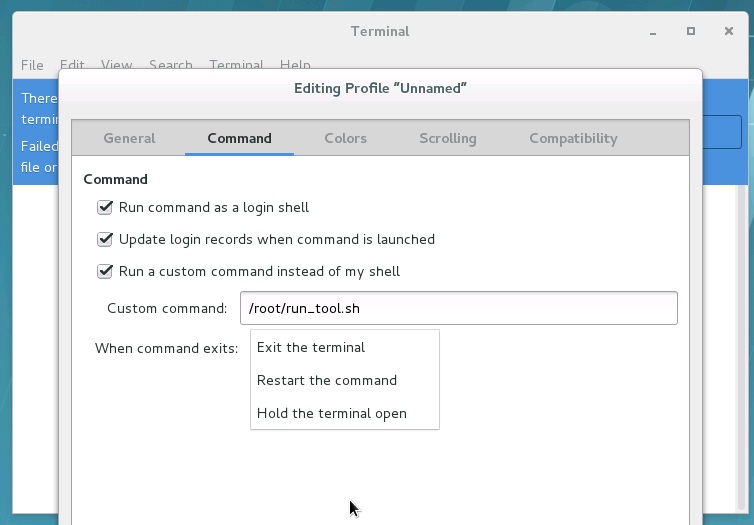 Terminal
File Edit View Search Terminal Help
There
termin
Failed
file or
Editing Profile “Unnamed”
General Command Colors Scrolling Compatibility
Command
Run command as a login shell
Update login records when command is launched
Run a custom command instead of my shell
Custom command: /root/run_tool.sh
When command exits:
Exit the terminal
Restart the command
Hold the terminal open